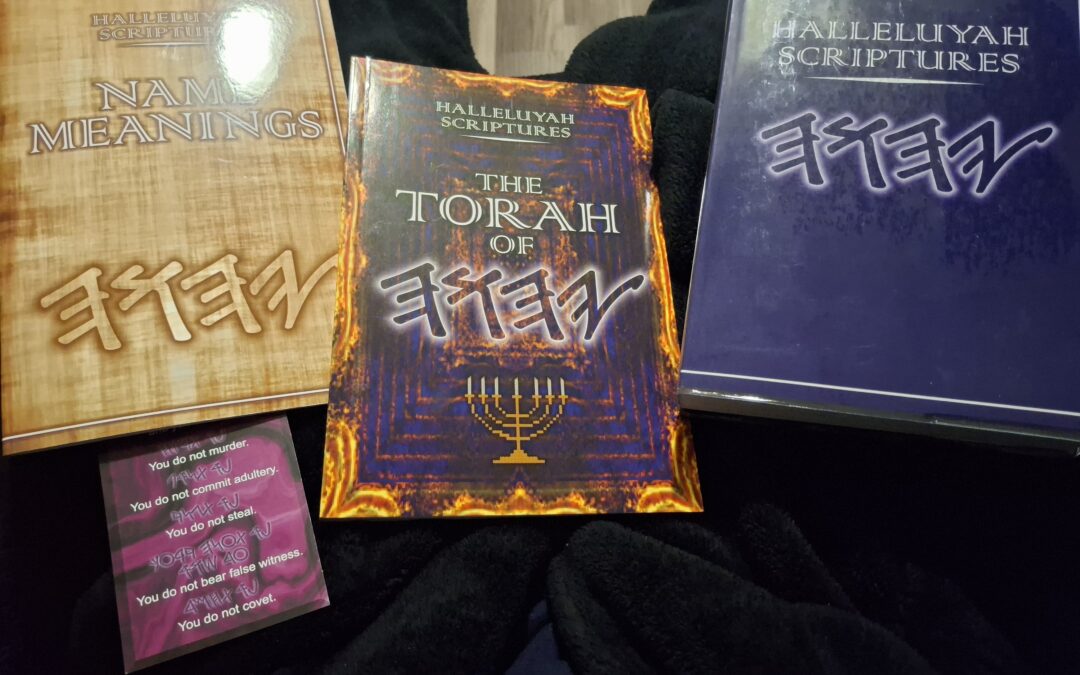 HALLELUYAH
SCRIPTURES
NAME
MEANINGS
𐤉𐤄𐤅𐤄
HALLELUYAH
SCRIPTURES
THE
TORAH
OF
𐤉𐤄𐤅𐤄
HALLELUYAH
SCRIPTURES
𐤉𐤄𐤅𐤄
You do not murder.
You do not commit adultery.
You do not steal.
You do not bear false witness.
You do not covet.